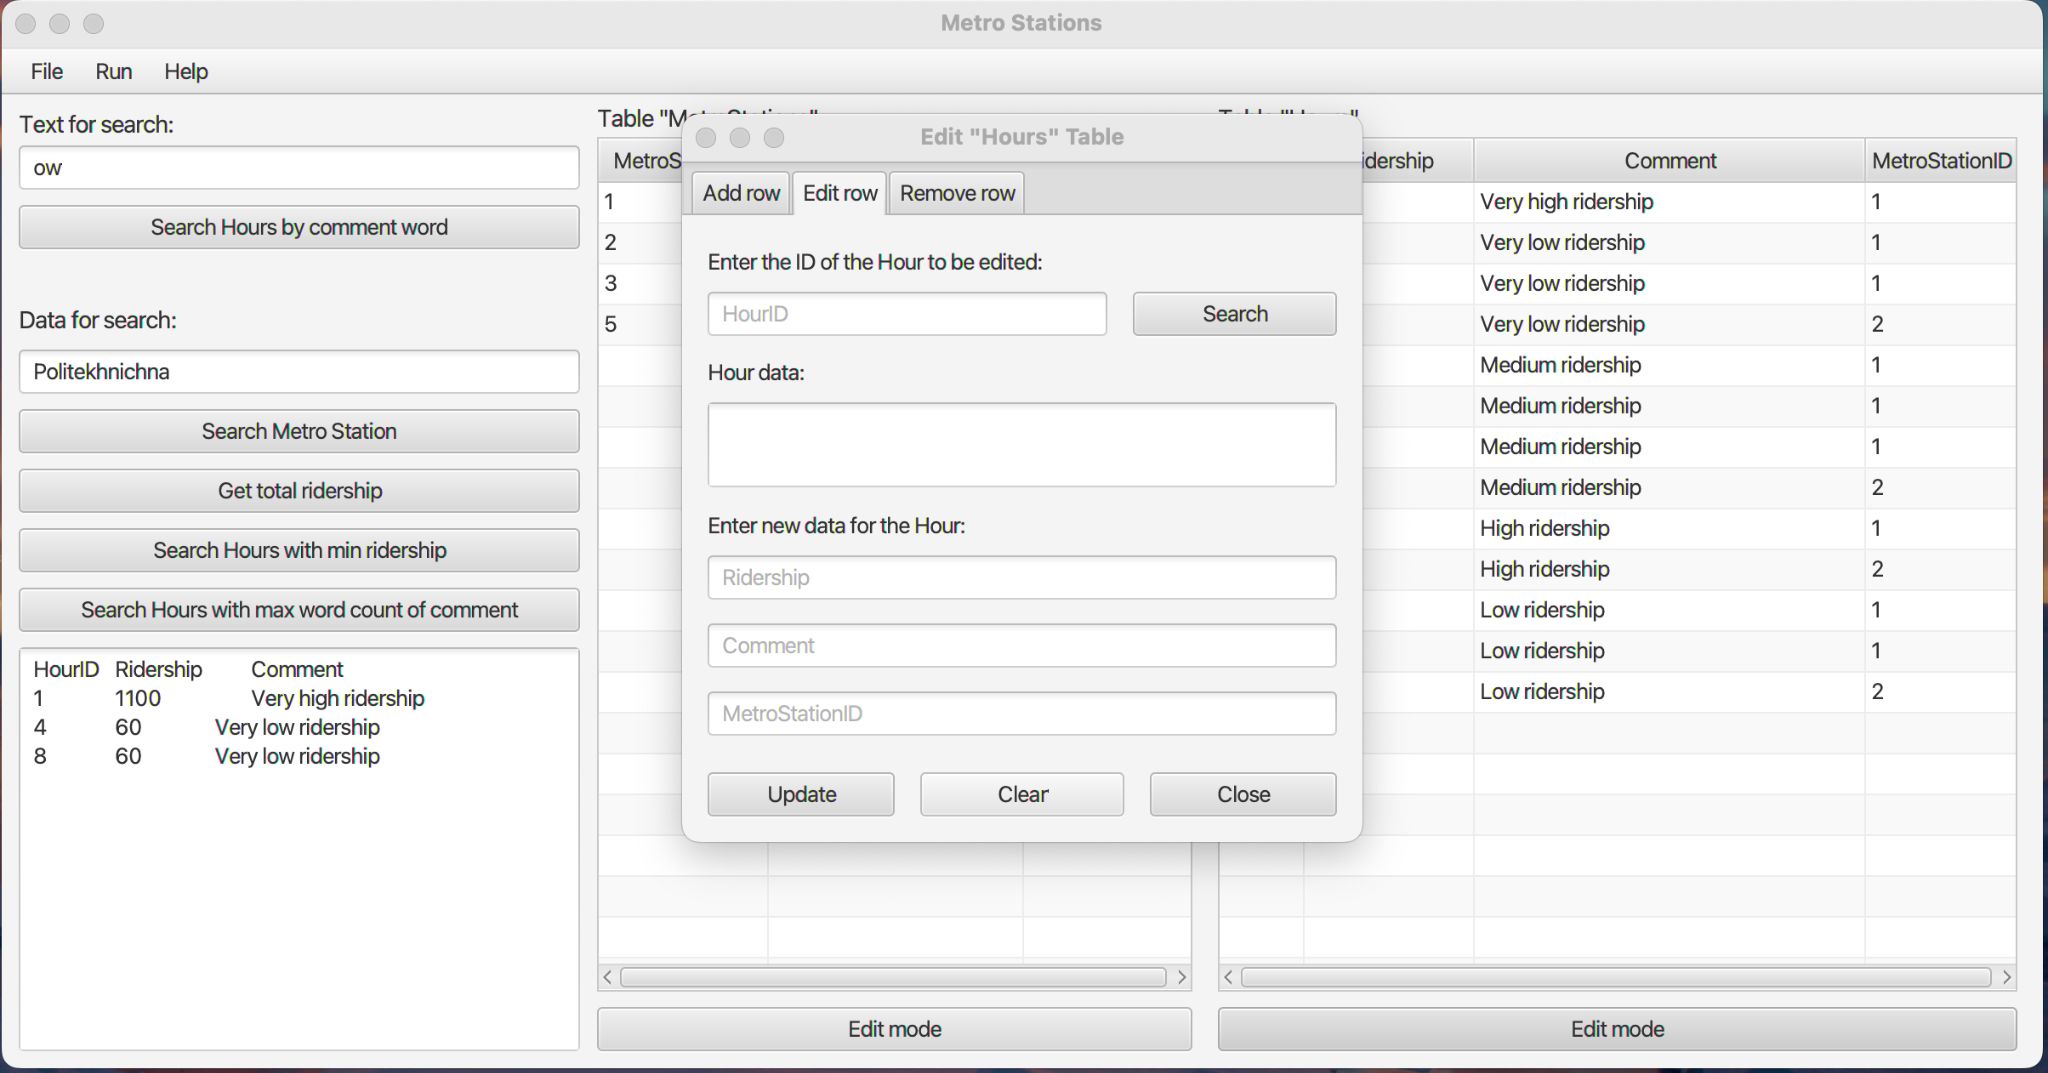 Metro Stations
File Run Help
Text for search:
ow
Search Hours by comment word
Data for search:
Politekhnichna
Search Metro Station
Get total ridership
Search Hours with min ridership
Search Hours with max word count of comment
HourID Ridership Comment
1 1100 Very high ridership
4 60 Very low ridership
8 60 Very low ridership
Table
1
2
3
5
Edit mode
Edit "Hours" Table
Add row Edit row Remove row
Enter the ID of the Hour to be edited:
HourID
Search
Hour data:
Enter new data for the Hour:
Ridership
Comment
MetroStationID
Update Clear Close
Comment MetroStationID
Very high ridership 1
Very low ridership 1
Very low ridership 1
Very low ridership 2
Medium ridership 1
Medium ridership 1
Medium ridership 1
Medium ridership 2
High ridership 1
High ridership 2
Low ridership 1
Low ridership 1
Low ridership 2
Edit mode